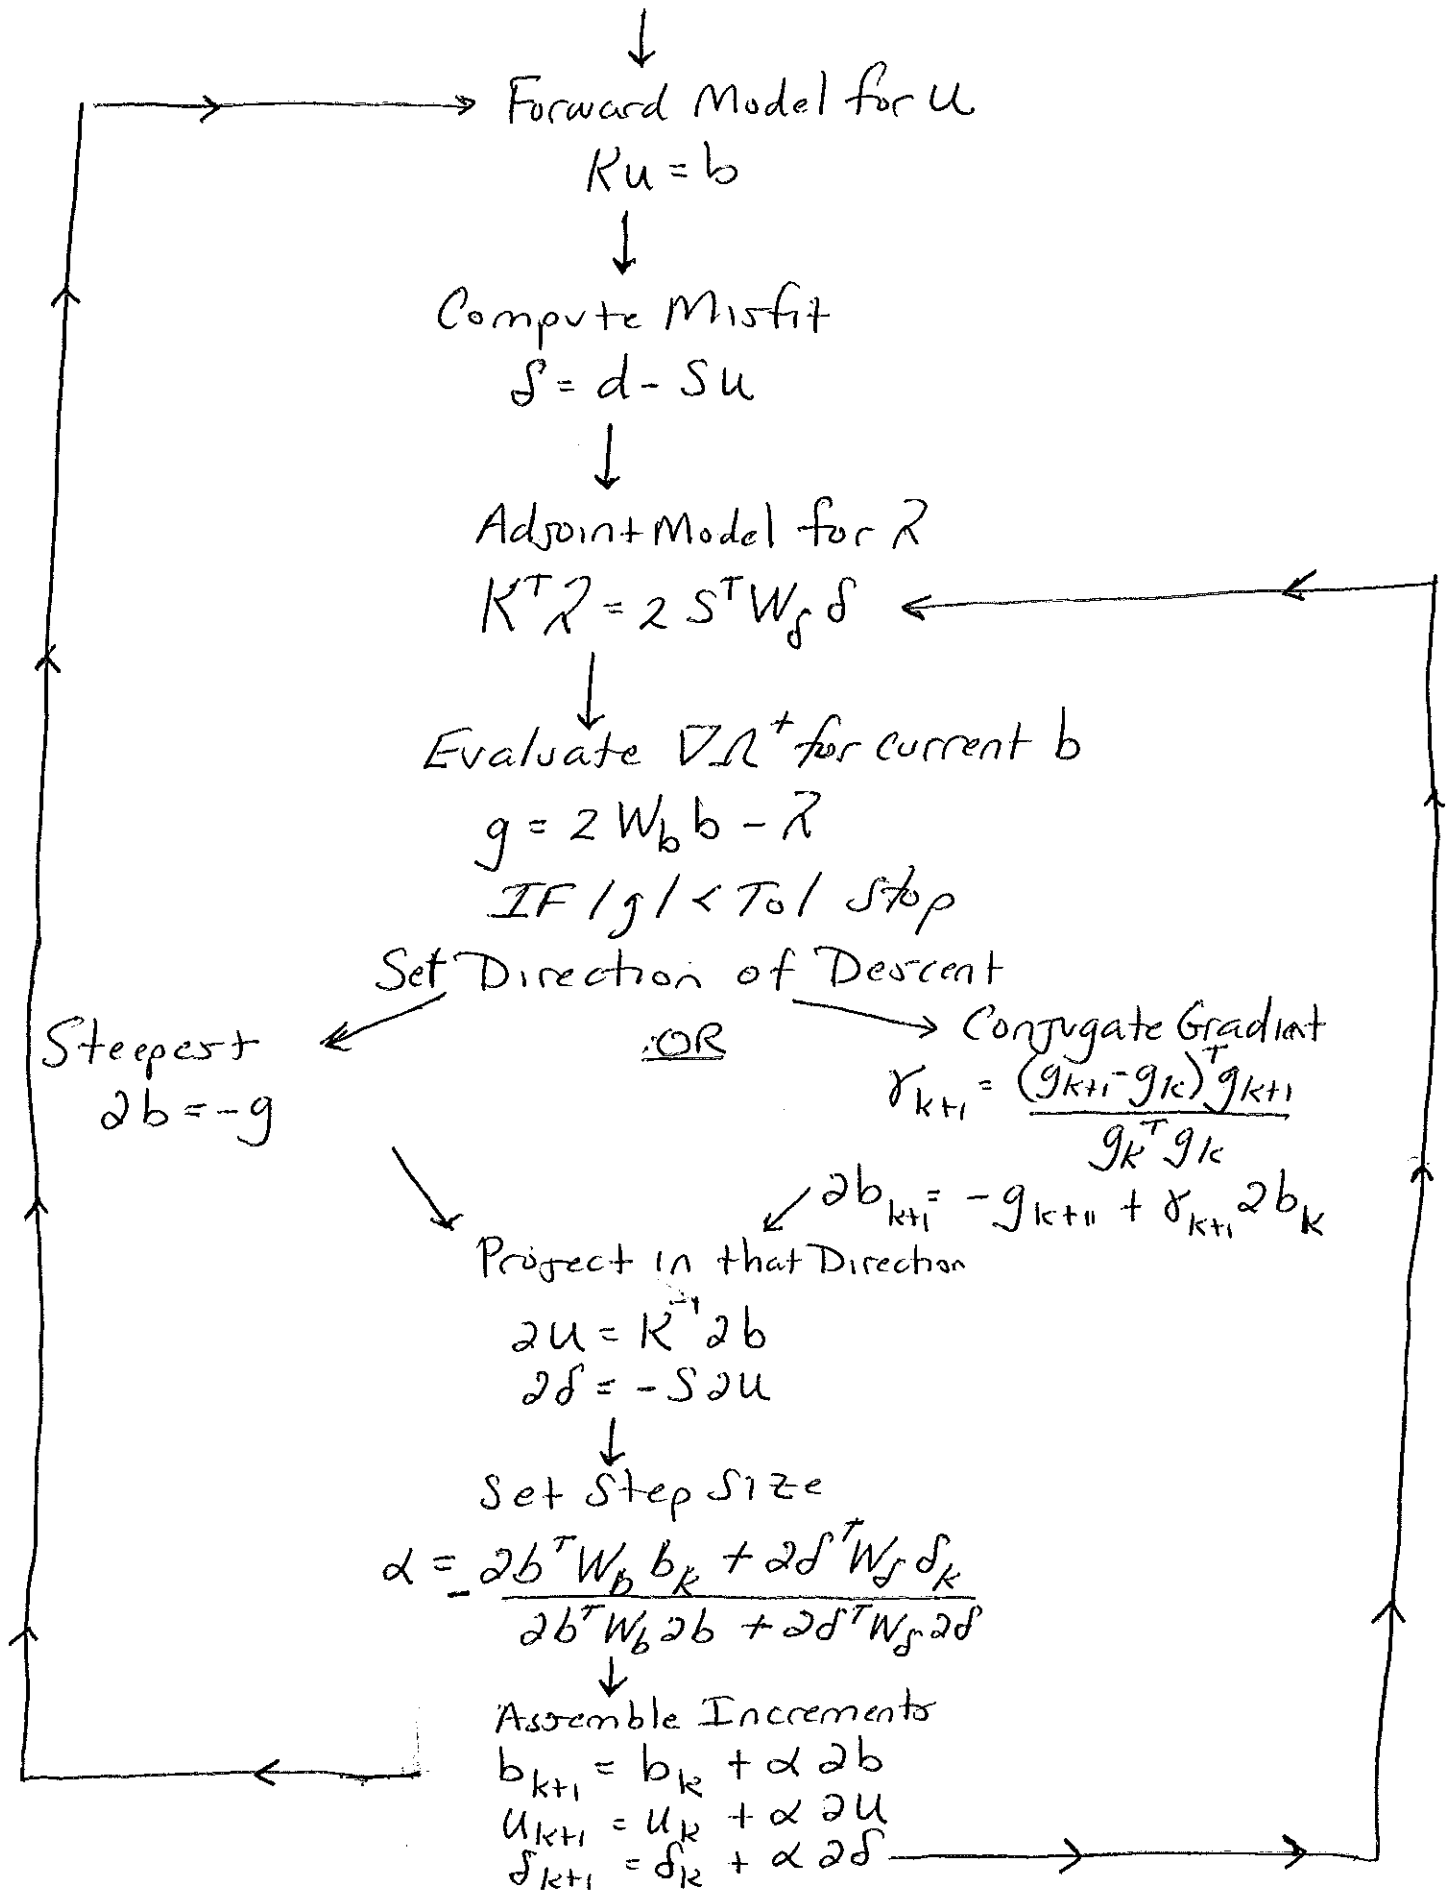 Forward Model for u
Ku = b
Compute Misfit
δ = d - Su
Adjoint Model for λ
K^T λ = 2 S^T W_δ δ
Evaluate ∇Ω^+ for current b
g = 2 W_b b - λ
IF |g| < Tol Stop
Set Direction of Descent
Steepest
∂b = -g
OR
Conjugate Gradient
γ_{k+1} = (g_{k+1} - g_k)^T g_{k+1} / g_k^T g_k
∂b_{k+1} = -g_{k+1} + γ_{k+1} ∂b_k
Project in that Direction
∂u = K^{-1} ∂b
∂δ = -S ∂u
Set Step Size
α = - ∂b^T W_b b_k + ∂δ^T W_δ δ_k / ∂b^T W_b ∂b + ∂δ^T W_δ ∂δ
Assemble Increments
b_{k+1} = b_k + α ∂b
u_{k+1} = u_k + α ∂u
δ_{k+1} = δ_k + α ∂δ